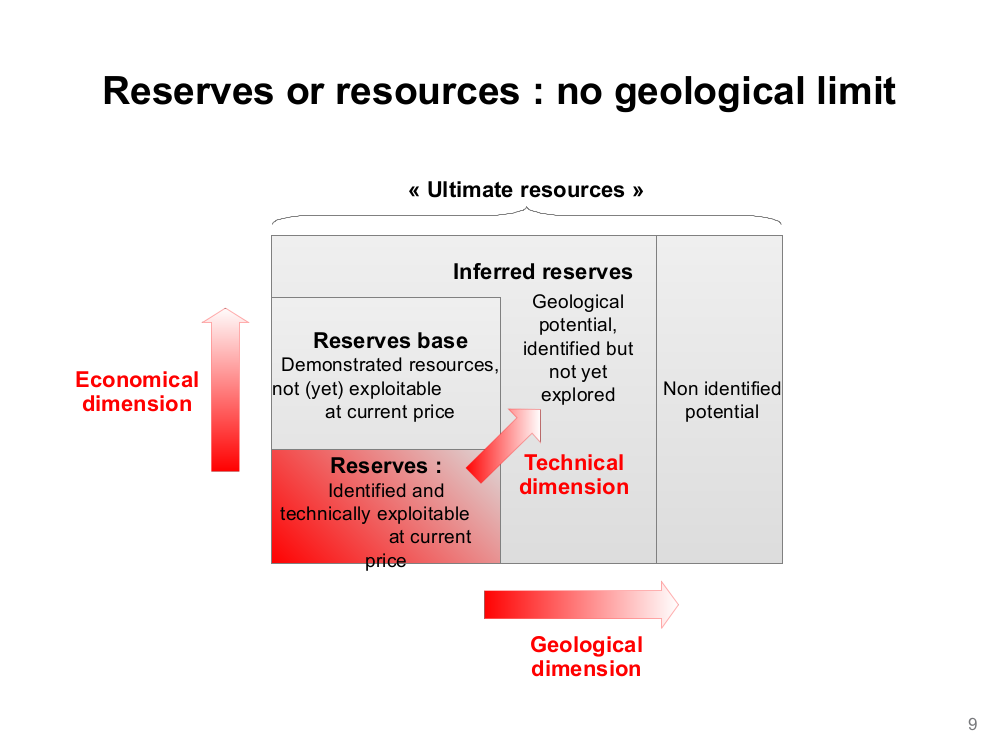 Reserves or resources : no geological limit
« Ultimate resources »
Inferred reserves
Geological
potential,
identified but
not yet
explored
Reserves base
Demonstrated resources,
not (yet) exploitable
at current price
Non identified
potential
Economical
dimension
Reserves :
Identified and
technically exploitable
at current
price
Technical
dimension
Geological
dimension
9